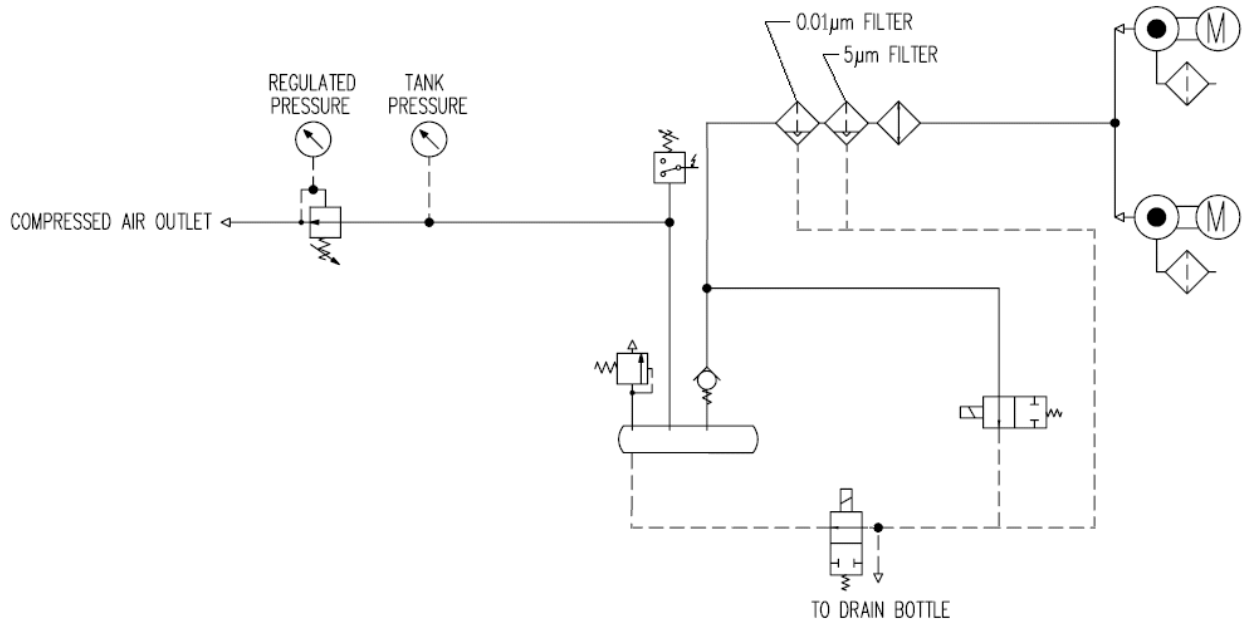 0.01µm FILTER
5µm FILTER
REGULATED
PRESSURE
TANK
PRESSURE
COMPRESSED AIR OUTLET
TO DRAIN BOTTLE
M
M